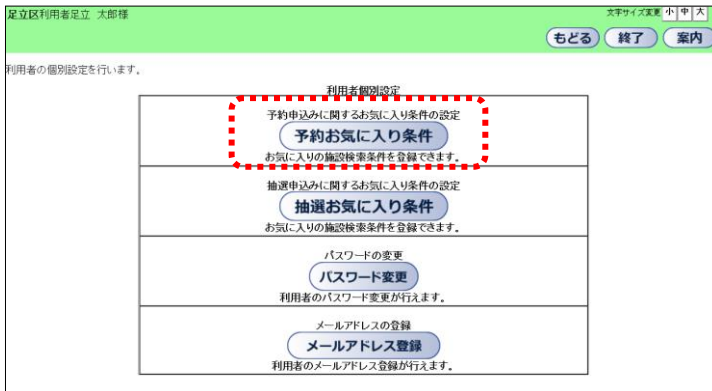 足立区利用者足立 太郎様
文字サイズ変更 小 中 大
もどる 終了 案内
利用者の個別設定を行います。
利用者個別設定
予約申込みに関するお気に入り条件の設定
予約お気に入り条件
お気に入りの施設検索条件を登録できます。
抽選申込みに関するお気に入り条件の設定
抽選お気に入り条件
お気に入りの施設検索条件を登録できます。
パスワードの変更
パスワード変更
利用者のパスワード変更が行えます。
メールアドレスの登録
メールアドレス登録
利用者のメールアドレス登録が行えます。